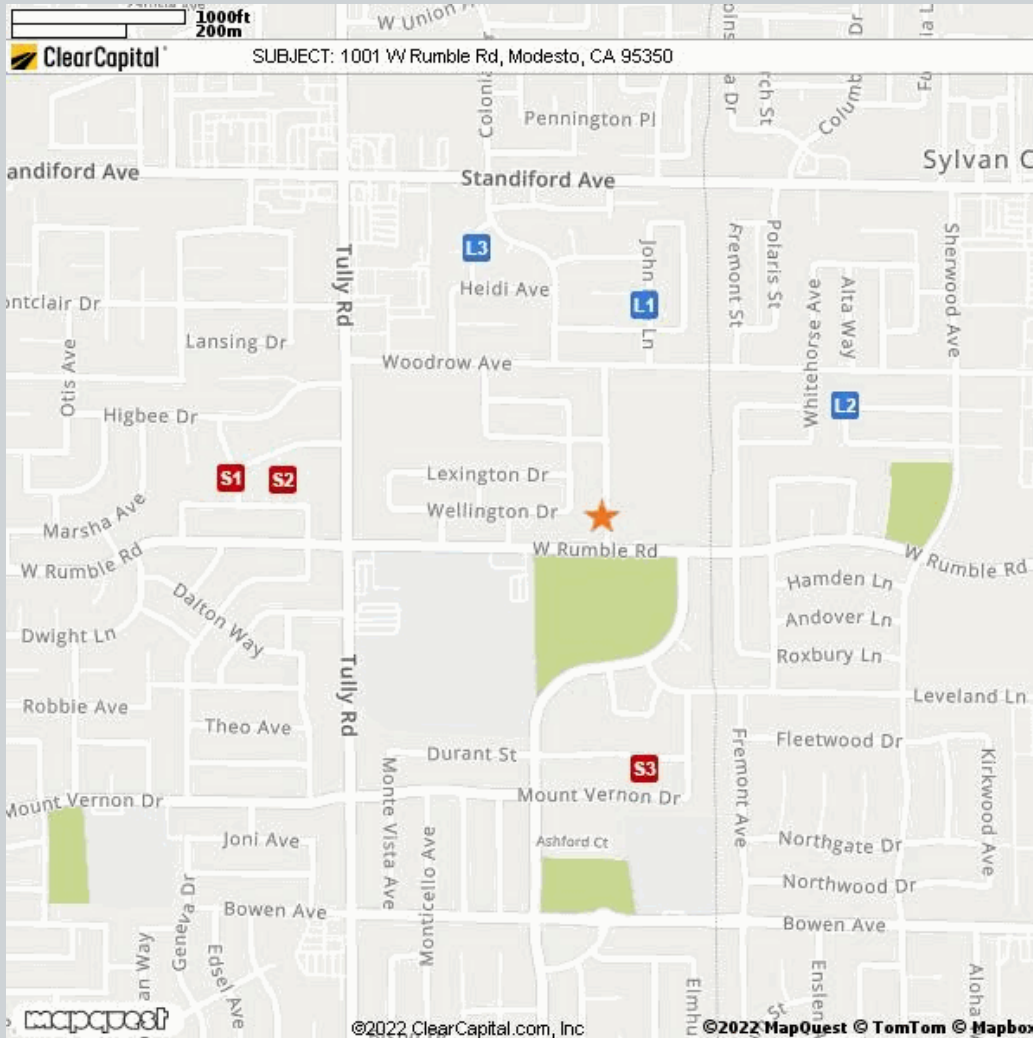 1000ft
200m
W Union
ClearCapital
SUBJECT: 1001 W Rumble Rd, Modesto, CA 95350
Pennington Pl
Standiford Ave
Sylvan
L3
John Ln
Fremont St
Polaris St
Sherwood Ave
Tully Rd
Heidi Ave
L1
Whitehorse Ave
Alta Way
Lansing Dr
Otis Ave
Woodrow Ave
Higbee Dr
L2
S1
S2
Lexington Dr
Wellington Dr
Marsha Ave
W Rumble Rd
W Rumble Rd
W Rumble Rd
Hamden Ln
Dalton Way
Andover Ln
Dwight Ln
Roxbury Ln
Tully Rd
Leveland Ln
Robbie Ave
Theo Ave
Durant St
S3
Fremont Ave
Fleetwood Dr
Kirkwood Ave
Monte Vista Ave
Mount Vernon Dr
Mount Vernon Dr
Joni Ave
Monticello Ave
Ashford Ct
Northgate Dr
Geneva Dr
Northwood Dr
Bowen Ave
Bowen Ave
Edsel Ave
mapquest
©2022 ClearCapital.com, Inc
©2022 MapQuest © TomTom © Mapbox